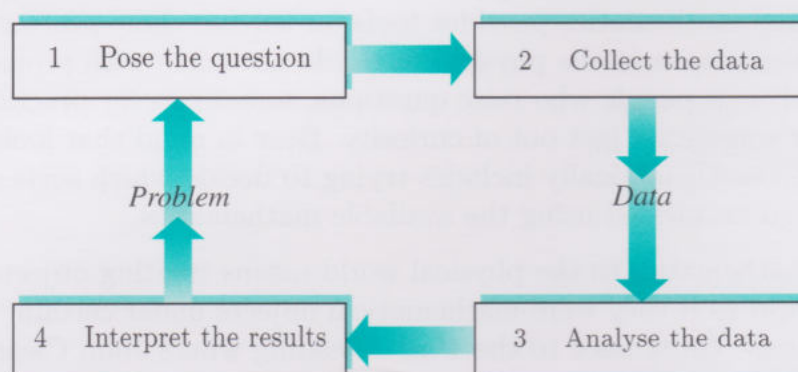 1 Pose the question
2 Collect the data
Problem
Data
4 Interpret the results
3 Analyse the data